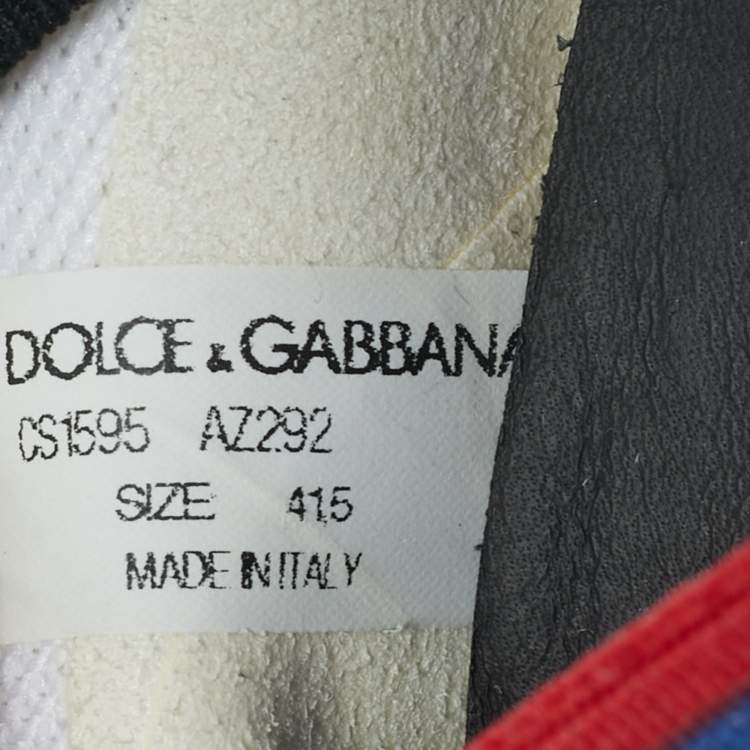 DOLCE & GABBANA
CS1595 AZ292
SIZE 41,5
MADE IN ITALY